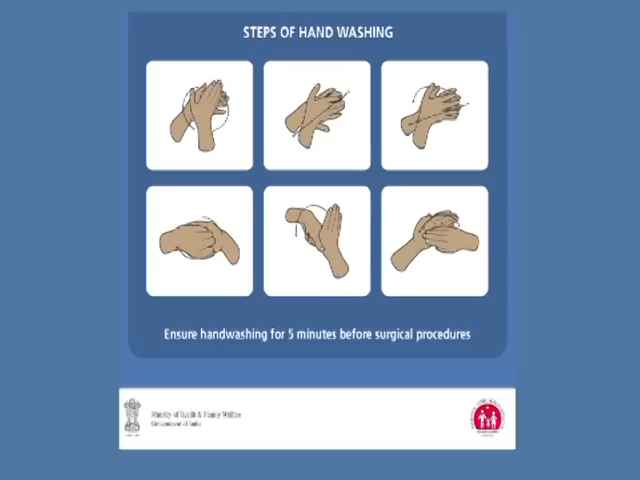 STEPS OF HAND WASHING
Ensure handwashing for 5 minutes before surgical procedures
Ministry of Health & Family Welfare
Government of India